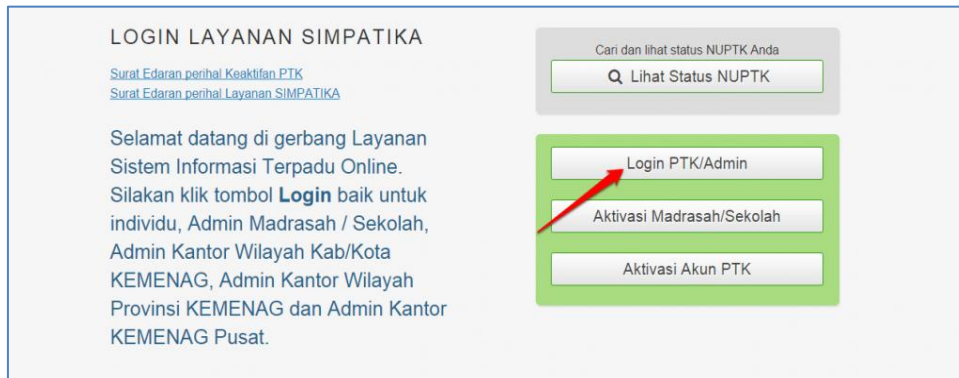 LOGIN LAYANAN SIMPATIKA
Surat Edaran perihal Keaktifan PTK
Surat Edaran perihal Layanan SIMPATIKA
Selamat datang di gerbang Layanan
Sistem Informasi Terpadu Online.
Silakan klik tombol Login baik untuk
individu, Admin Madrasah / Sekolah,
Admin Kantor Wilayah Kab/Kota
KEMENAG, Admin Kantor Wilayah
Provinsi KEMENAG dan Admin Kantor
KEMENAG Pusat.
Cari dan lihat status NUPTK Anda
Lihat Status NUPTK
Login PTK/Admin
Aktivasi Madrasah/Sekolah
Aktivasi Akun PTK